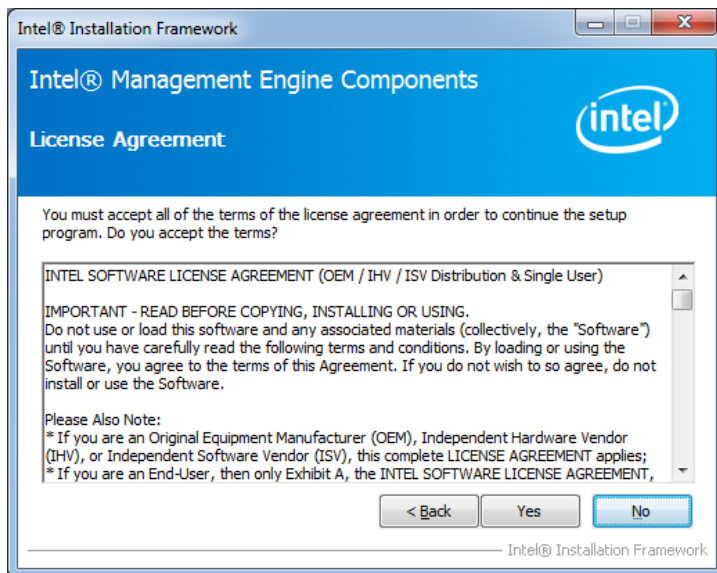 Intel® Installation Framework
Intel® Management Engine Components
intel
License Agreement
You must accept all of the terms of the license agreement in order to continue the setup
program. Do you accept the terms?
INTEL SOFTWARE LICENSE AGREEMENT (OEM / IHV / ISV Distribution & Single User)
IMPORTANT - READ BEFORE COPYING, INSTALLING OR USING.
Do not use or load this software and any associated materials (collectively, the "Software")
until you have carefully read the following terms and conditions. By loading or using the
Software, you agree to the terms of this Agreement. If you do not wish to so agree, do not
install or use the Software.
Please Also Note:
* If you are an Original Equipment Manufacturer (OEM), Independent Hardware Vendor
(IHV), or Independent Software Vendor (ISV), this complete LICENSE AGREEMENT applies;
* If you are an End-User, then only Exhibit A, the INTEL SOFTWARE LICENSE AGREEMENT,
< Back Yes No
Intel® Installation Framework